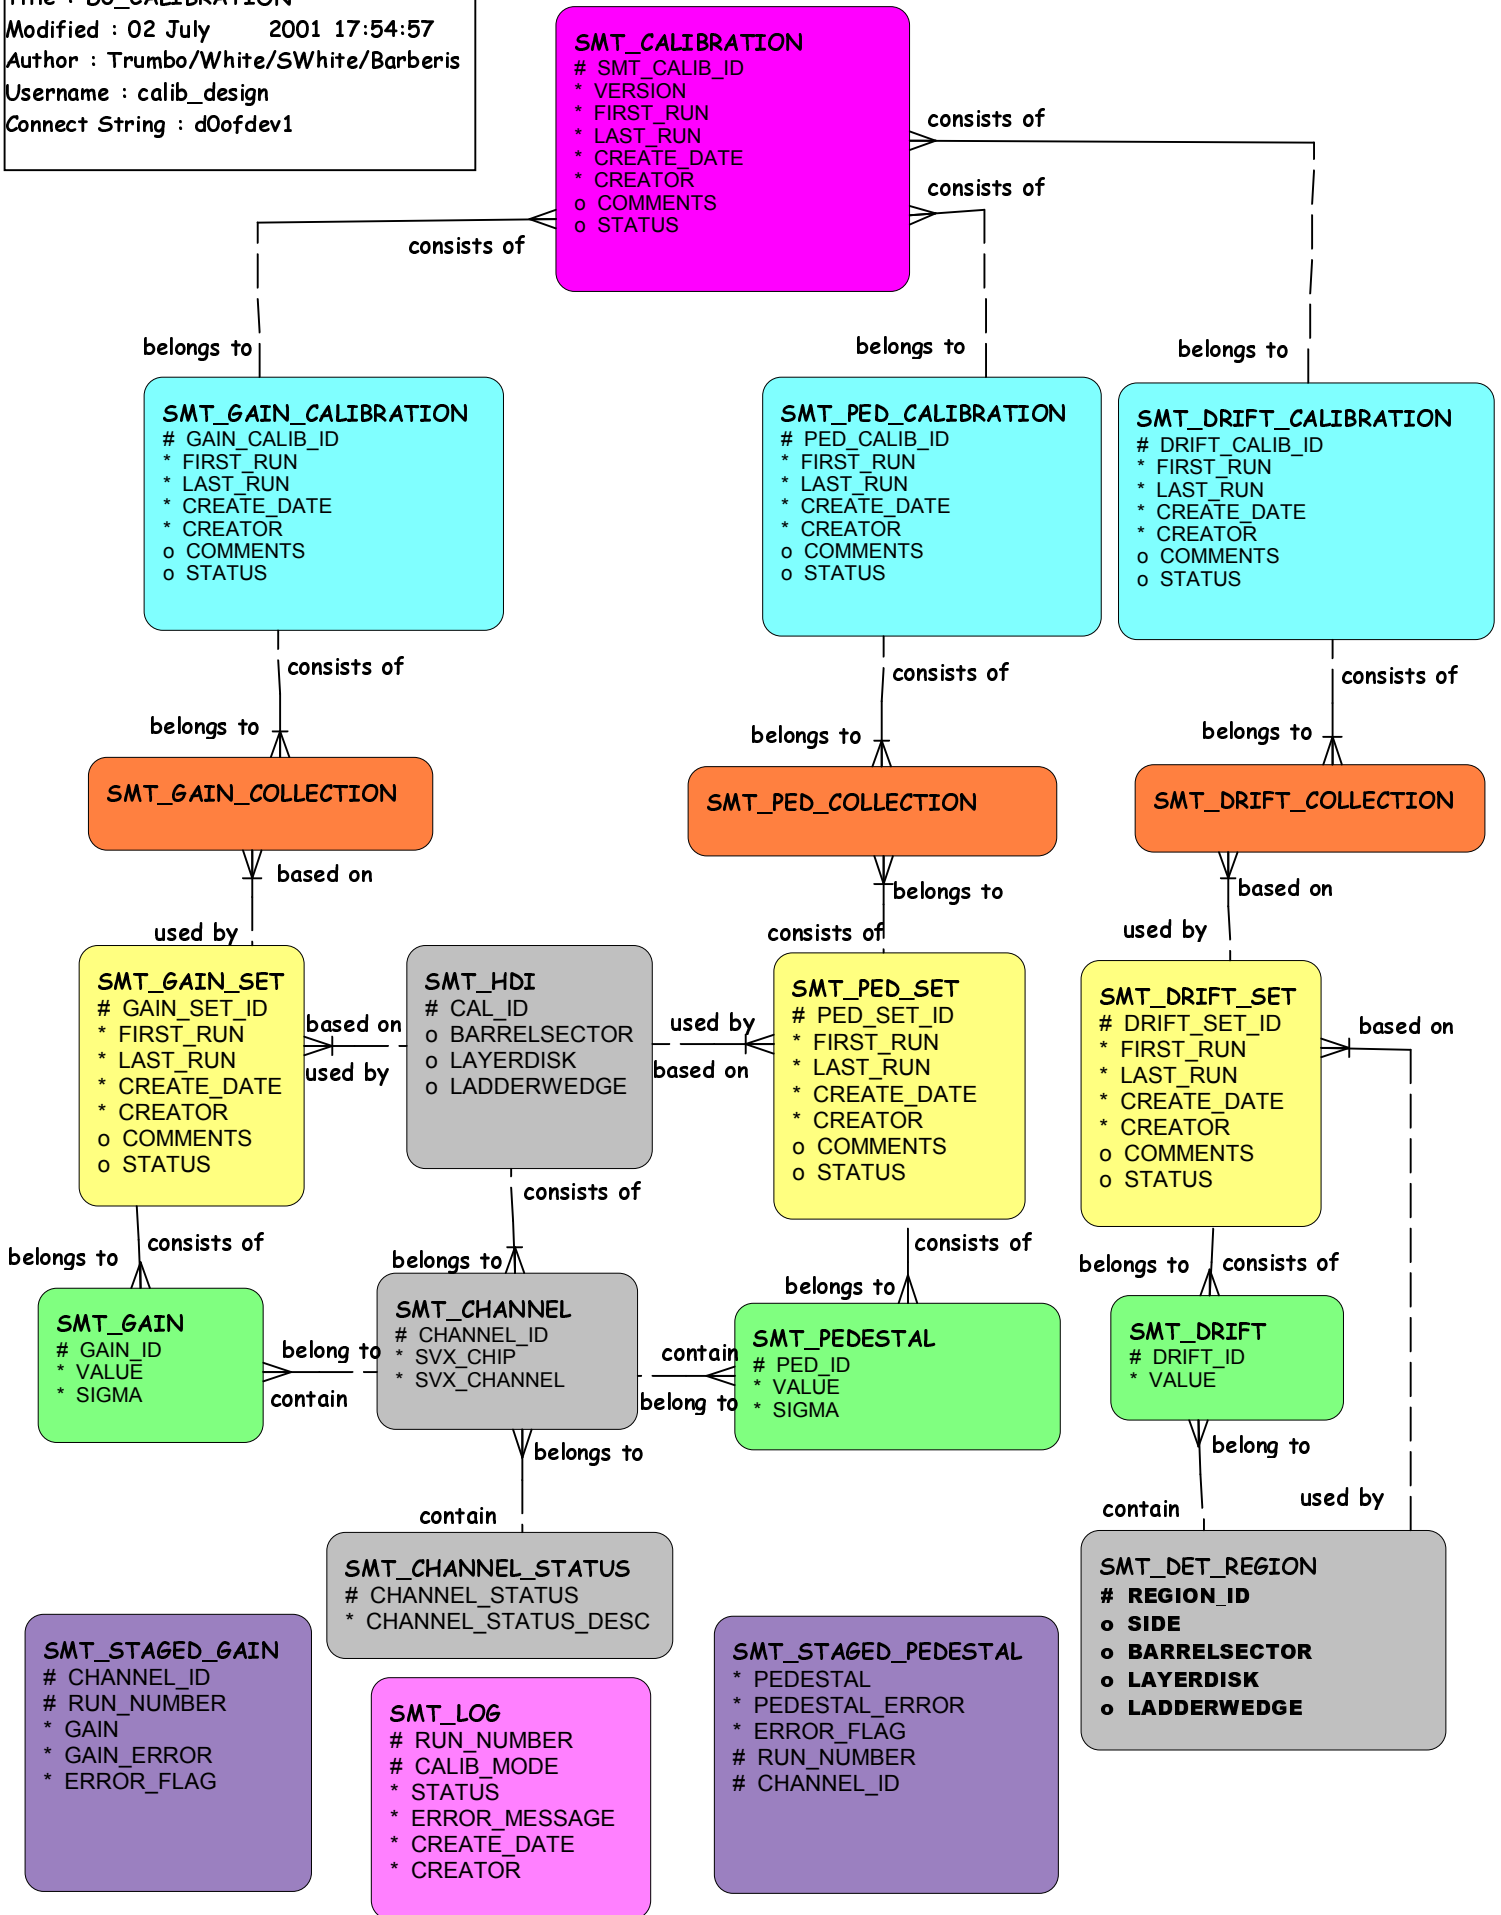 Modified : 02 July 2001 17:54:57
Author : Trumbo/White/SWhite/Barberis
Username : calib_design
Connect String : d0ofdev1
SMT_CALIBRATION
# SMT_CALIB_ID
* VERSION
* FIRST_RUN
* LAST_RUN
* CREATE_DATE
* CREATOR
o COMMENTS
o STATUS
consists of
consists of
consists of
belongs to
belongs to
belongs to
SMT_GAIN_CALIBRATION
# GAIN_CALIB_ID
* FIRST_RUN
* LAST_RUN
* CREATE_DATE
* CREATOR
o COMMENTS
o STATUS
SMT_PED_CALIBRATION
# PED_CALIB_ID
* FIRST_RUN
* LAST_RUN
* CREATE_DATE
* CREATOR
o COMMENTS
o STATUS
SMT_DRIFT_CALIBRATION
# DRIFT_CALIB_ID
* FIRST_RUN
* LAST_RUN
* CREATE_DATE
* CREATOR
o COMMENTS
o STATUS
consists of
belongs to
consists of
belongs to
consists of
belongs to
SMT_GAIN_COLLECTION
SMT_PED_COLLECTION
SMT_DRIFT_COLLECTION
based on
used by
belongs to
consists of
based on
used by
SMT_GAIN_SET
# GAIN_SET_ID
* FIRST_RUN
* LAST_RUN
* CREATE_DATE
* CREATOR
o COMMENTS
o STATUS
based on
used by
SMT_HDI
# CAL_ID
o BARRELSECTOR
o LAYERDISK
o LADDERWEDGE
used by
based on
SMT_PED_SET
# PED_SET_ID
* FIRST_RUN
* LAST_RUN
* CREATE_DATE
* CREATOR
o COMMENTS
o STATUS
SMT_DRIFT_SET
# DRIFT_SET_ID
* FIRST_RUN
* LAST_RUN
* CREATE_DATE
* CREATOR
o COMMENTS
o STATUS
based on
consists of
belongs to
consists of
belongs to
consists of
belongs to
belongs to
consists of
SMT_GAIN
# GAIN_ID
* VALUE
* SIGMA
belong to
contain
SMT_CHANNEL
# CHANNEL_ID
* SVX_CHIP
* SVX_CHANNEL
contain
belong to
SMT_PEDESTAL
# PED_ID
* VALUE
* SIGMA
SMT_DRIFT
# DRIFT_ID
* VALUE
belongs to
contain
belong to
contain
used by
SMT_CHANNEL_STATUS
# CHANNEL_STATUS
* CHANNEL_STATUS_DESC
SMT_DET_REGION
# REGION_ID
o SIDE
o BARRELSECTOR
o LAYERDISK
o LADDERWEDGE
SMT_STAGED_GAIN
# CHANNEL_ID
# RUN_NUMBER
* GAIN
* GAIN_ERROR
* ERROR_FLAG
SMT_LOG
# RUN_NUMBER
# CALIB_MODE
* STATUS
* ERROR_MESSAGE
* CREATE_DATE
* CREATOR
SMT_STAGED_PEDESTAL
* PEDESTAL
* PEDESTAL_ERROR
* ERROR_FLAG
# RUN_NUMBER
# CHANNEL_ID